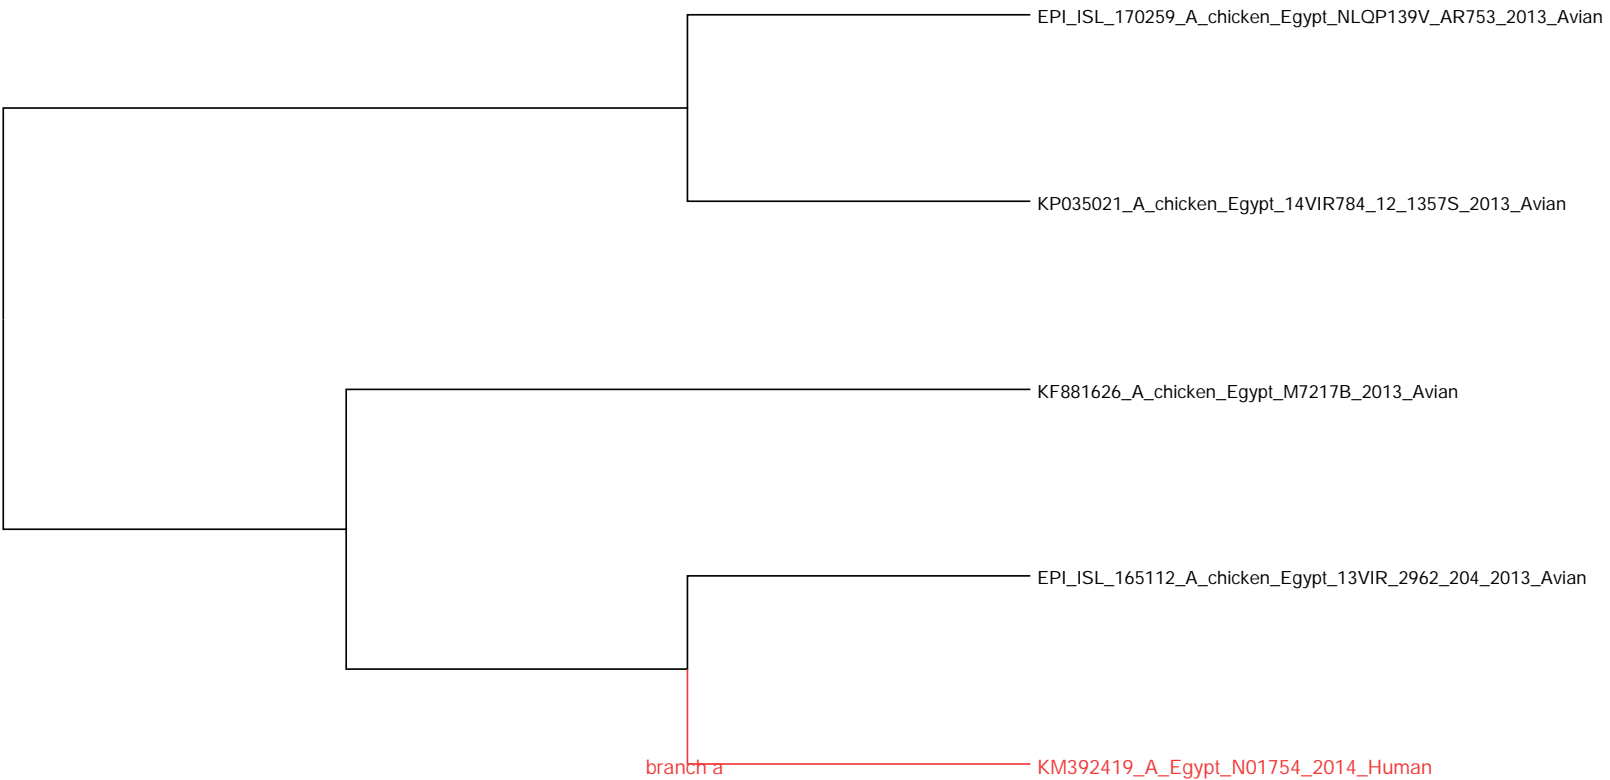 EPI_ISL_170259_A_chicken_Egypt_NLQP139V_AR753_2013_Avian
KP035021_A_chicken_Egypt_14VIR784_12_1357S_2013_Avian
KF881626_A_chicken_Egypt_M7217B_2013_Avian
EPI_ISL_165112_A_chicken_Egypt_13VIR_2962_204_2013_Avian
branch a KM392419_A_Egypt_N01754_2014_Human